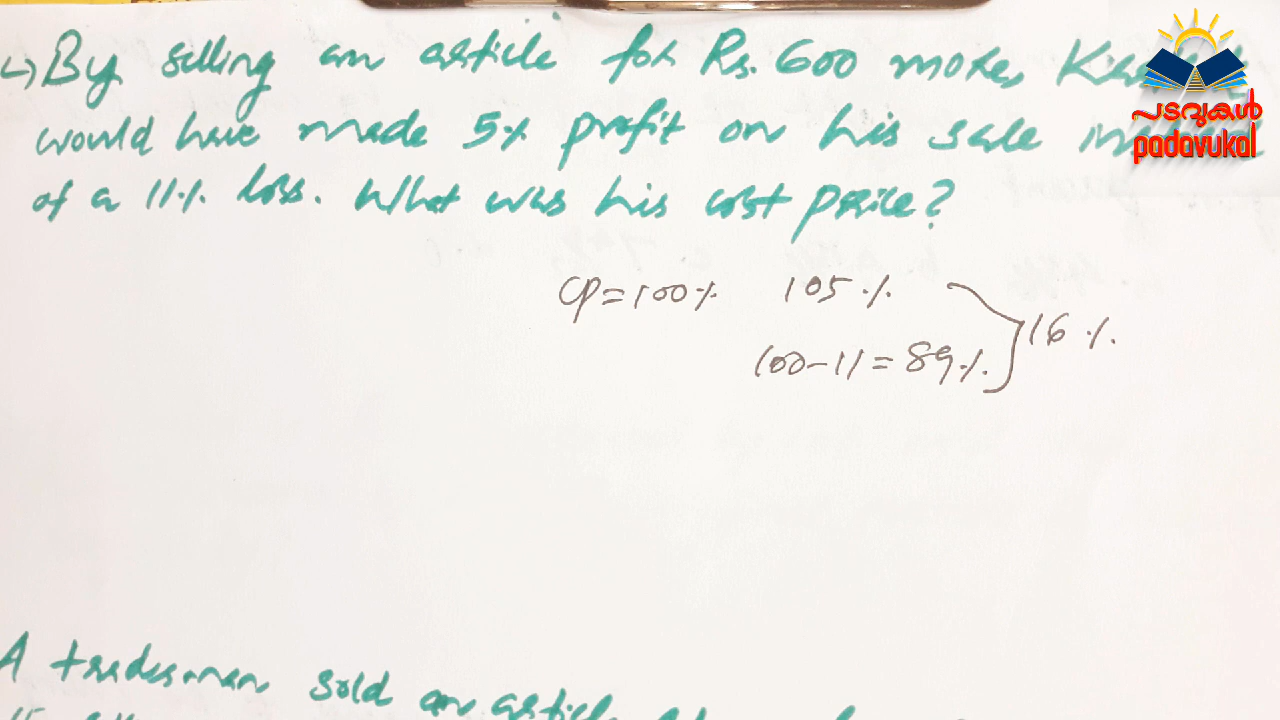 ↳ By selling an article for Rs. 600 more,
would have made 5% profit on his sale
of a 11% loss. What was his cost price?
CP = 100% 105%
16%
100-11 = 89%
A tradesman sold an article
പടവുകൾ
padavukal